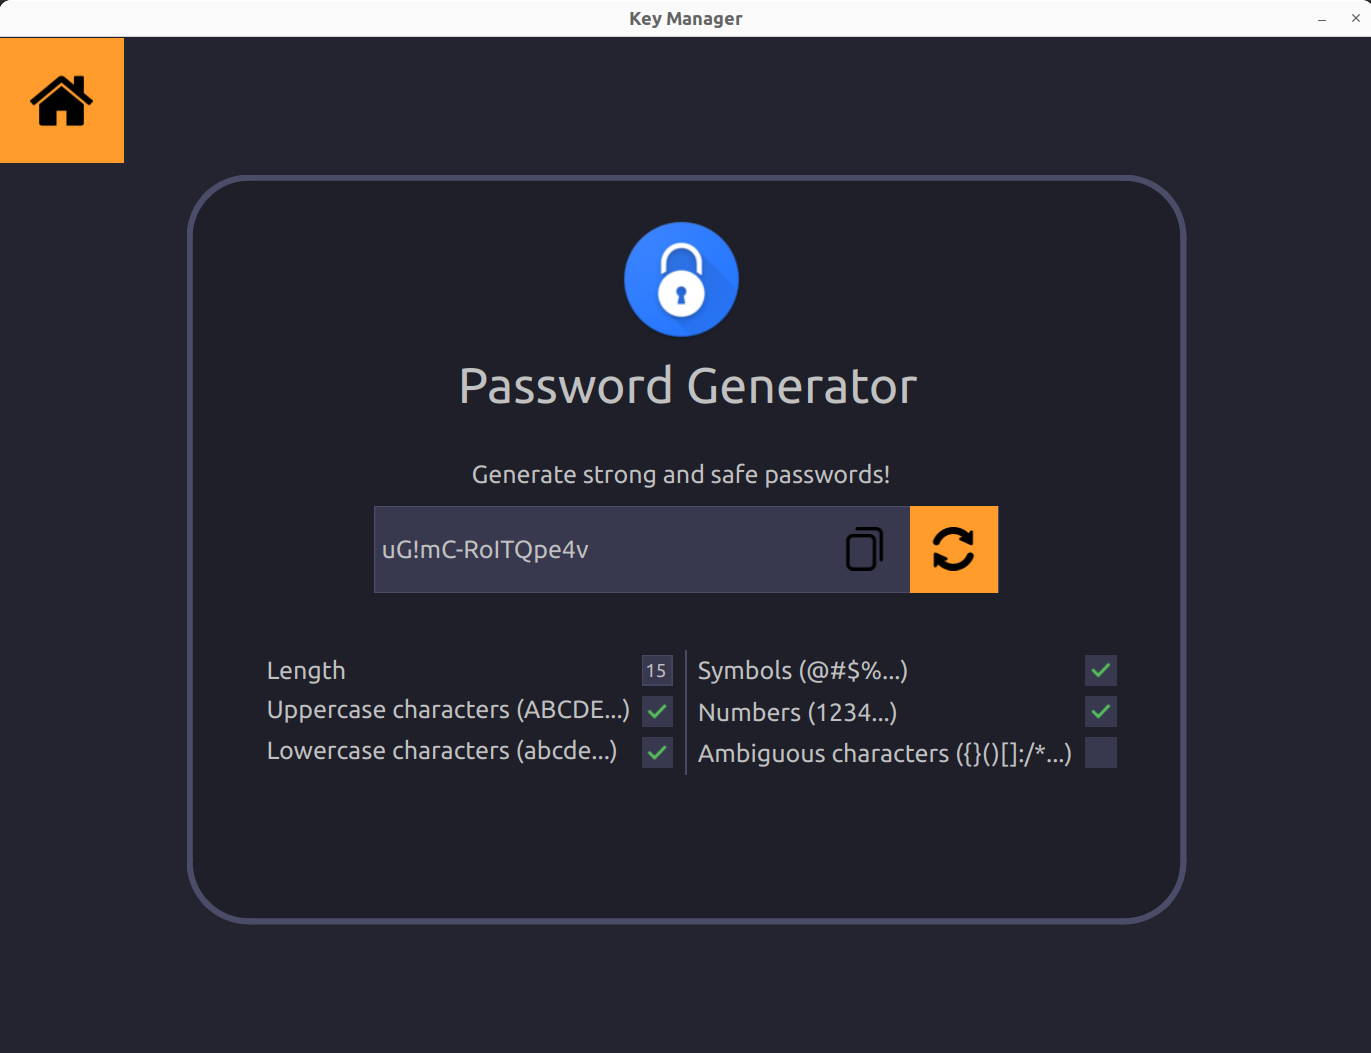 Key Manager
Password Generator
Generate strong and safe passwords!
uG!mC-RoITQpe4v
Length 15
Uppercase characters (ABCDE...)
Lowercase characters (abcde...)
Symbols (@#$%...)
Numbers (1234...)
Ambiguous characters ({}()[]:/*...)